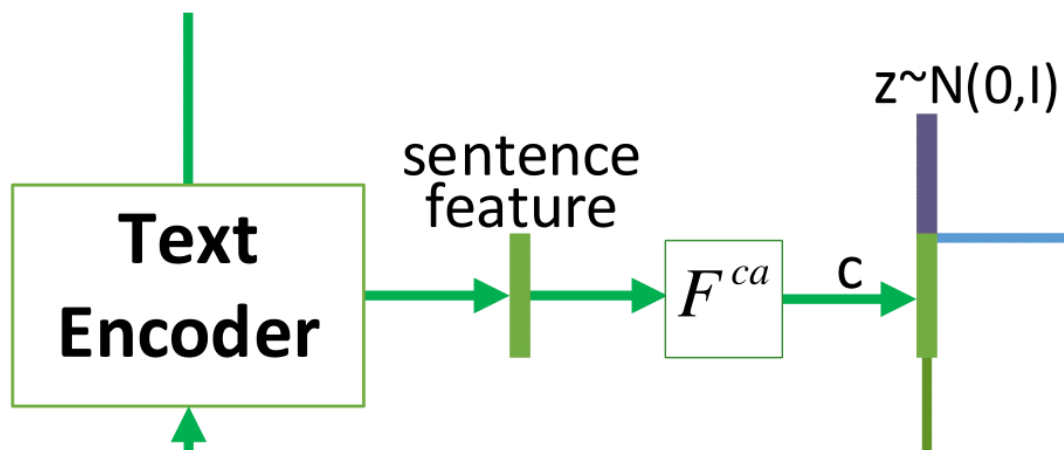 Text
Encoder
sentence
feature
F^{ca}
c
z~N(0,I)